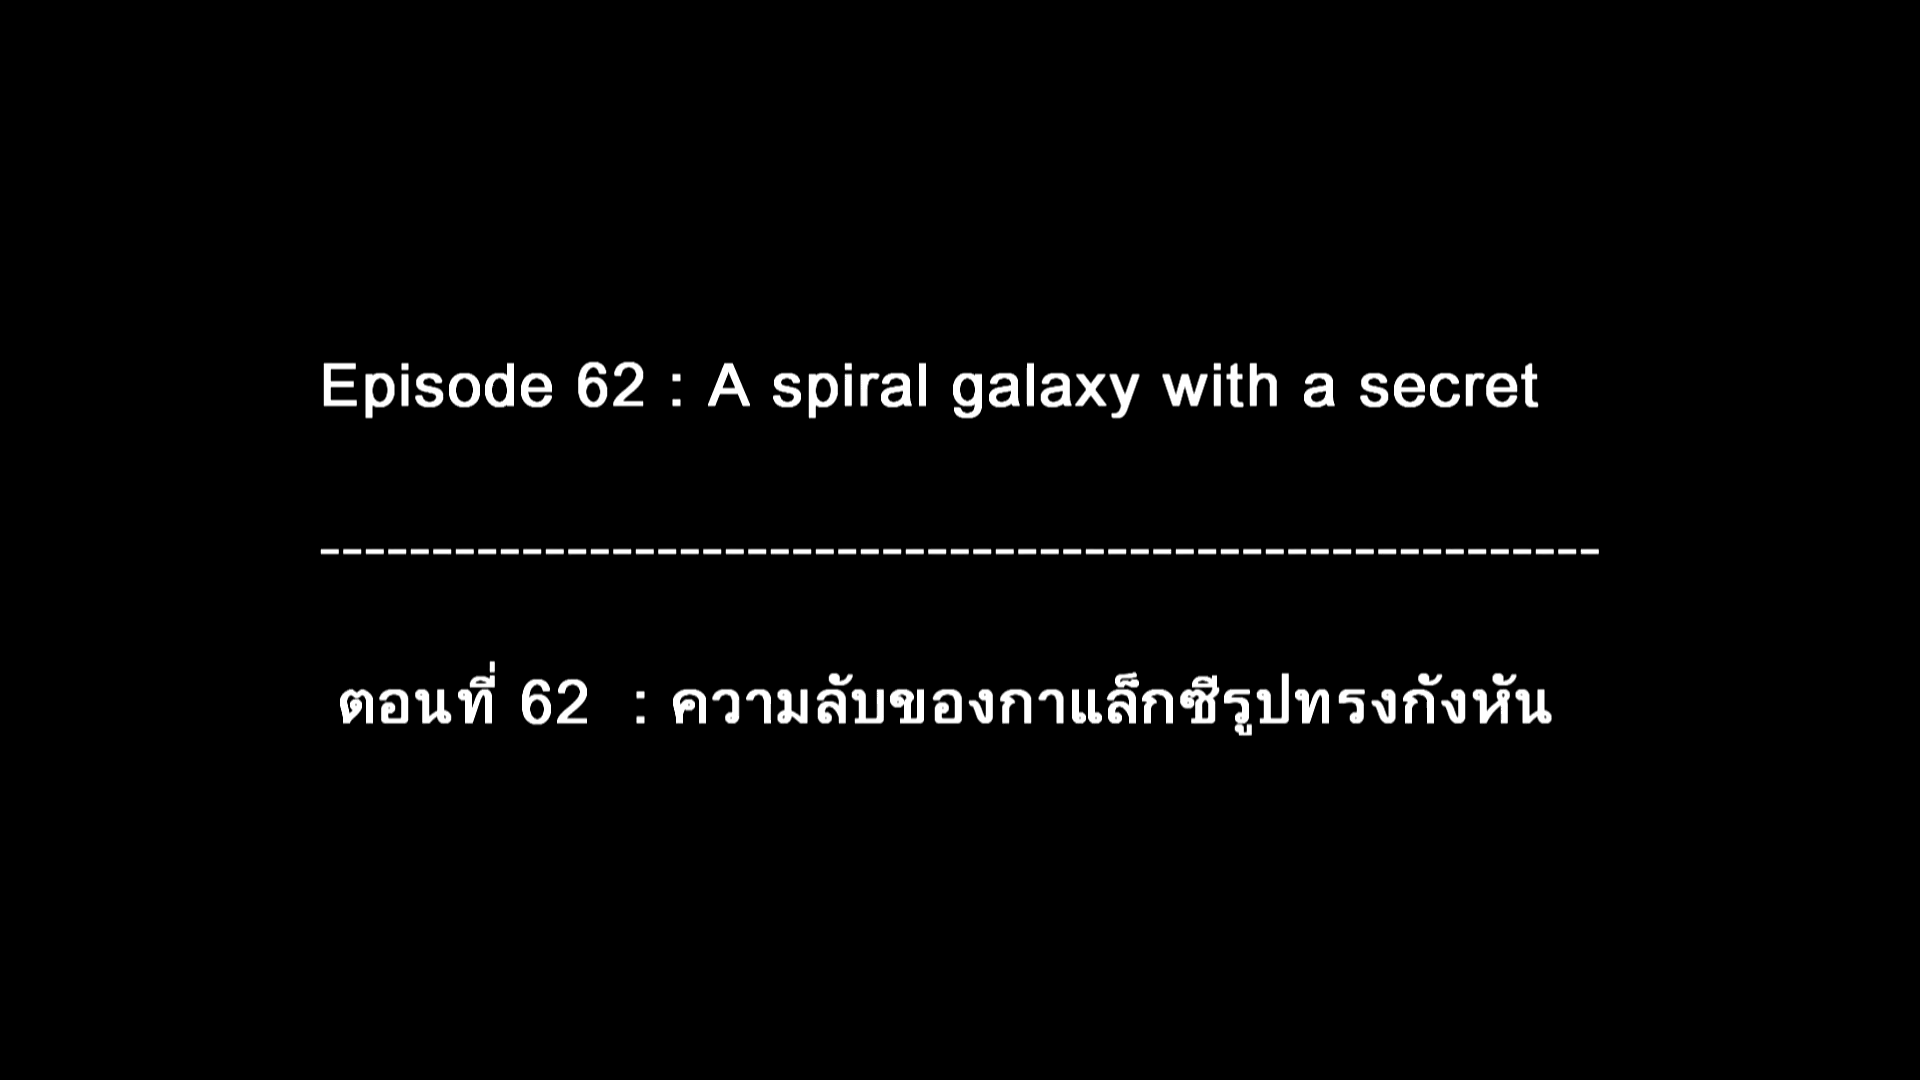 Episode 62 : A spiral galaxy with a secret
---------------------------------------------------------
ตอนที่ 62  : ความลับของกาแล็กซีรูปทรงกังหัน